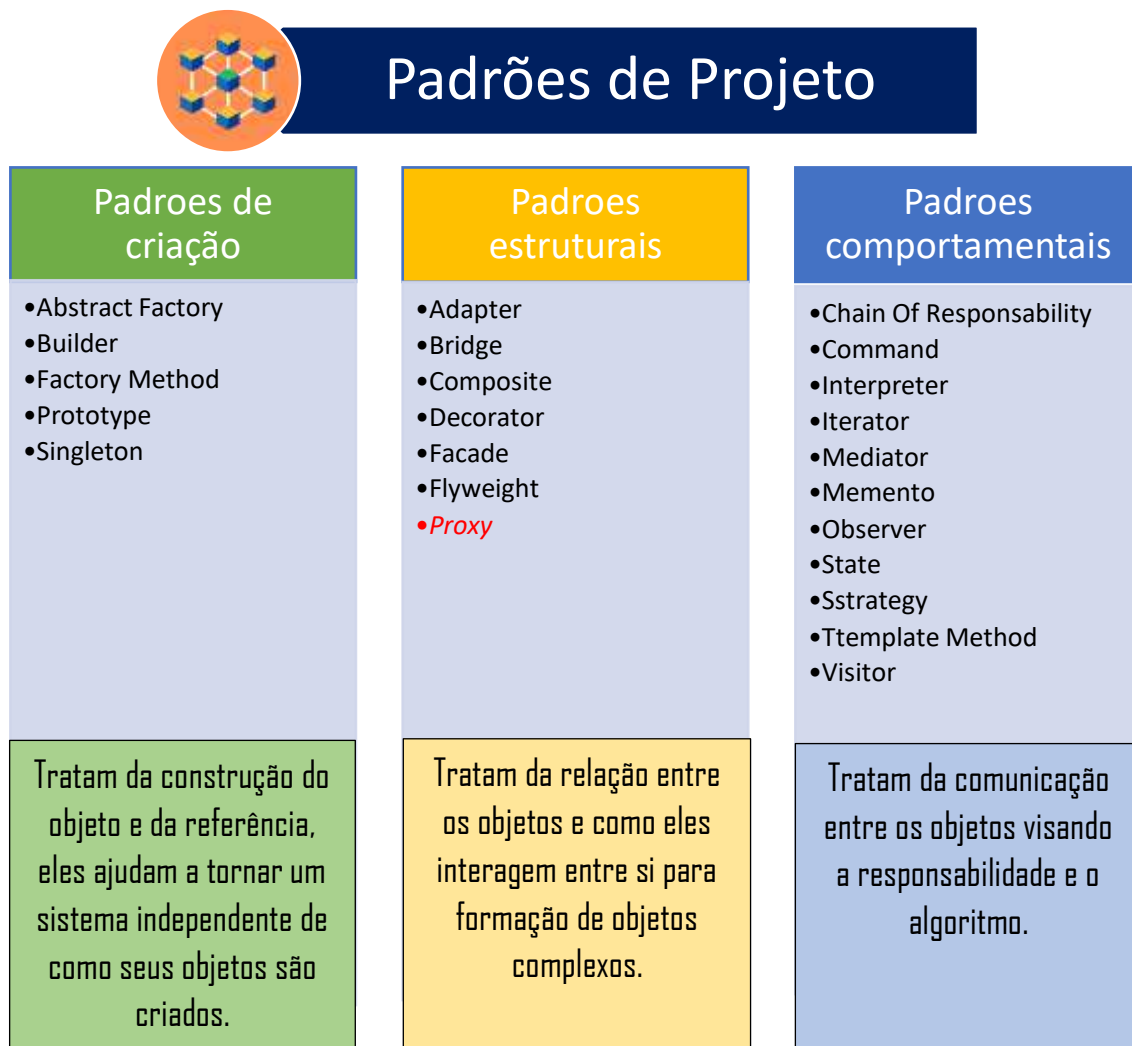 Padrões de Projeto
Padroes de
criação
•Abstract Factory
•Builder
•Factory Method
•Prototype
•Singleton
Tratam da construção do
objeto e da referência,
eles ajudam a tornar um
sistema independente de
como seus objetos são
criados.
Padroes
estruturais
•Adapter
•Bridge
•Composite
•Decorator
•Facade
•Flyweight
•Proxy
Tratam da relação entre
os objetos e como eles
interagem entre si para
formação de objetos
complexos.
Padroes
comportamentais
•Chain Of Responsability
•Command
•Interpreter
•Iterator
•Mediator
•Memento
•Observer
•State
•Sstrategy
•Ttemplate Method
•Visitor
Tratam da comunicação
entre os objetos visando
a responsabilidade e o
algoritmo.